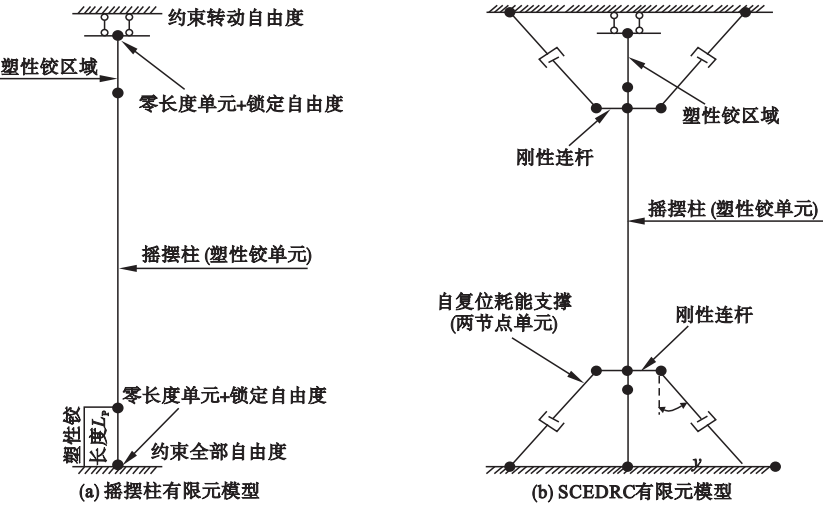 约束转动自由度
塑性铰区域
零长度单元+锁定自由度
摇摆柱 (塑性铰单元)
零长度单元+锁定自由度
塑性铰
长度LP
约束全部自由度
(a) 摇摆柱有限元模型
塑性铰区域
刚性连杆
摇摆柱 (塑性铰单元)
自复位耗能支撑
(两节点单元)
刚性连杆
y
(b) SCEDRC有限元模型